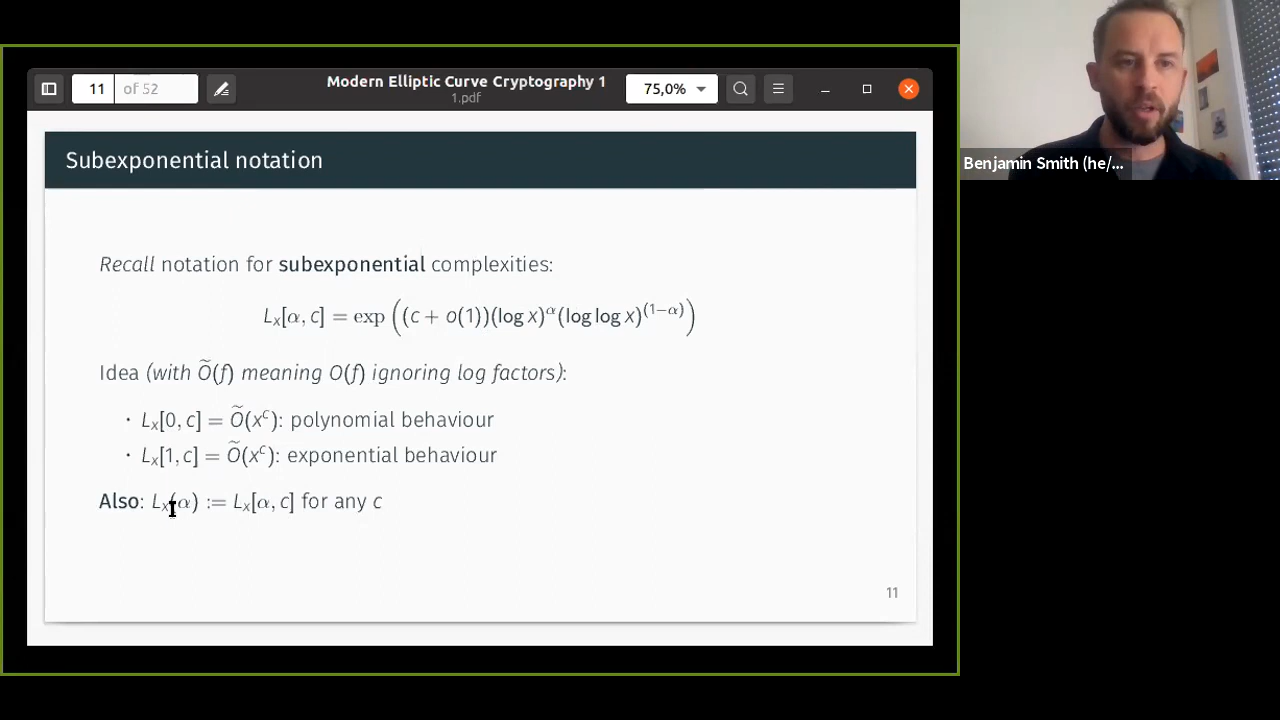 11 of 52
Modern Elliptic Curve Cryptography 1
1.pdf
75,0%
Benjamin Smith (he/...
Subexponential notation
Recall notation for subexponential complexities:
Lₓ[α, c] = exp ((c + o(1))(log x)^α (log log x)^(1−α))
Idea (with Õ(f) meaning O(f) ignoring log factors):
· Lₓ[0, c] = Õ(x^c): polynomial behaviour
· Lₓ[1, c] = Õ(x^c): exponential behaviour
Also: Lₓ(α) := Lₓ[α, c] for any c
11